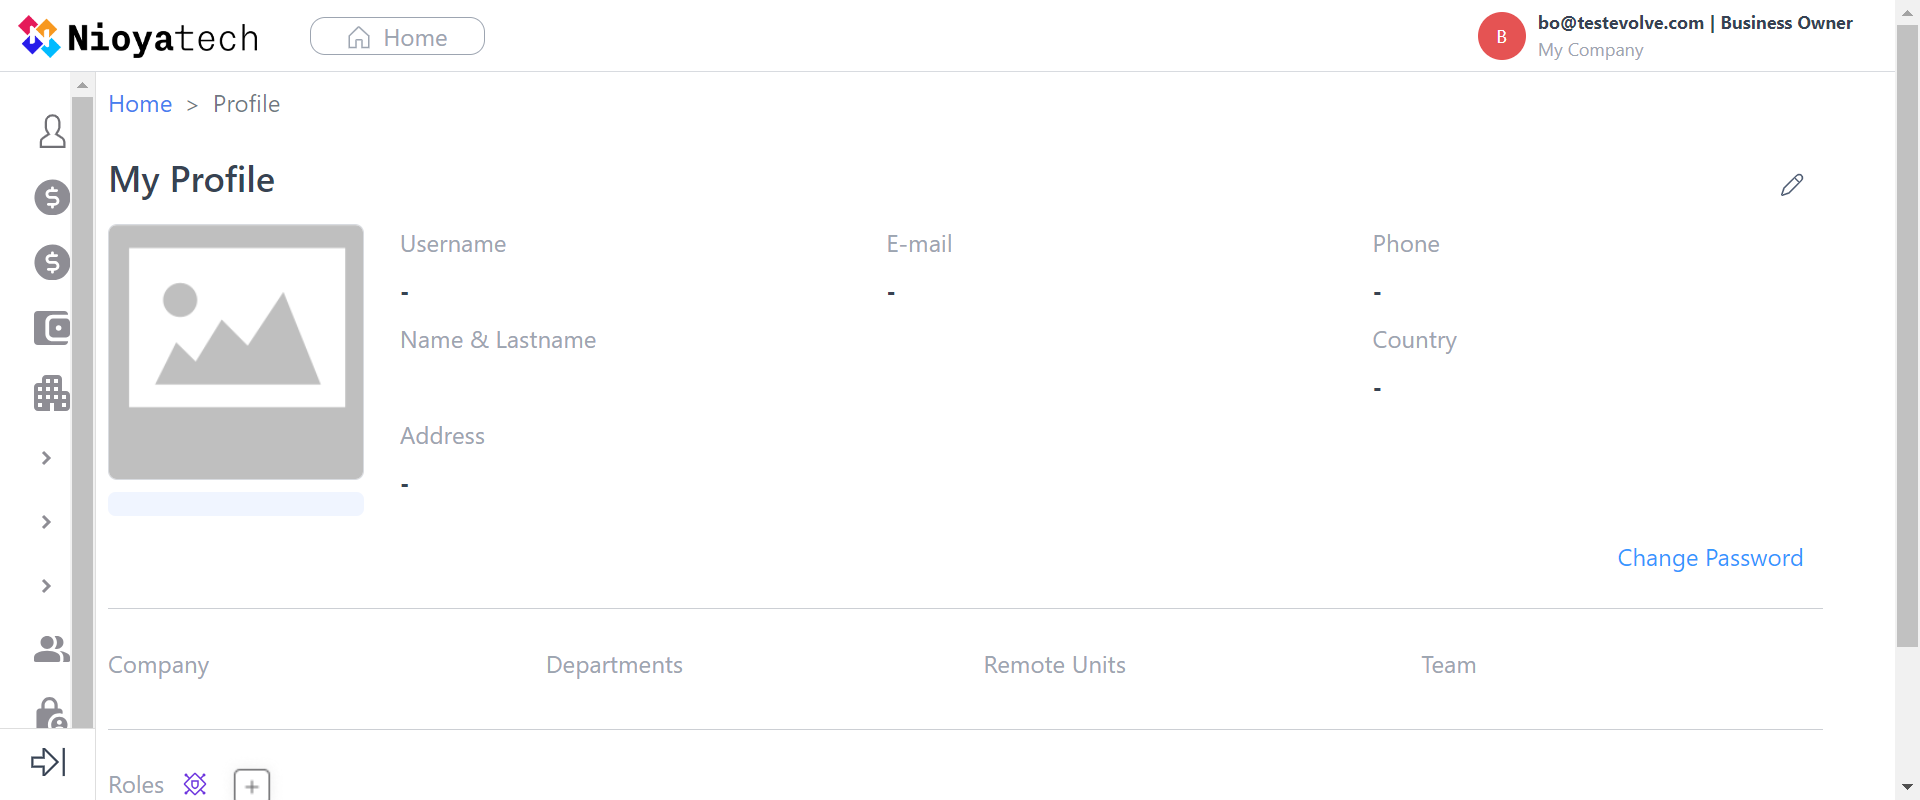 Nioyatech
Home
B
bo@testevolve.com | Business Owner
My Company
Home > Profile
My Profile
Username
E-mail
Phone
-
-
-
Name & Lastname
Country
-
Address
-
Change Password
Company
Departments
Remote Units
Team
Roles